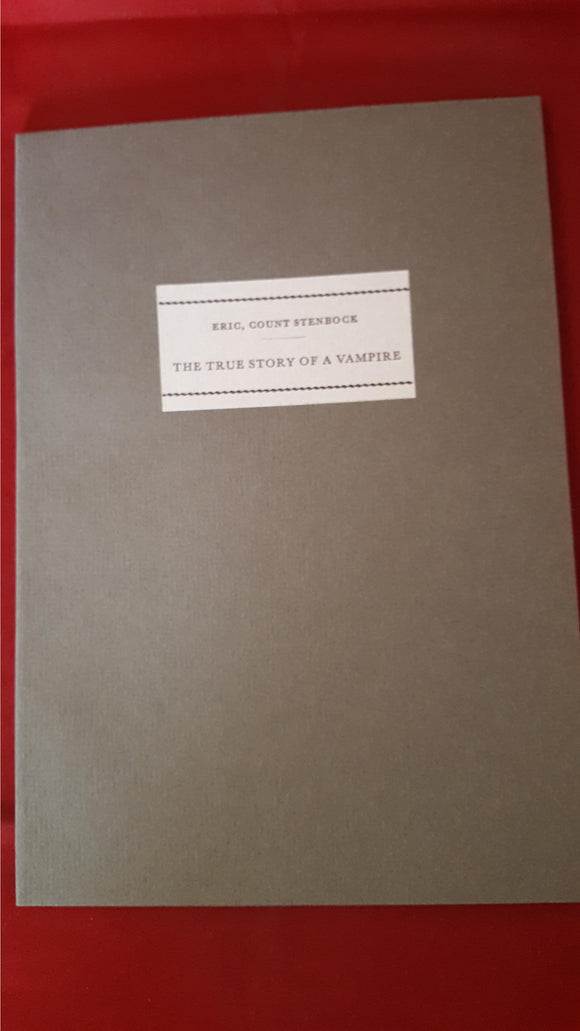 ERIC, COUNT STENBOCK
THE TRUE STORY OF A VAMPIRE